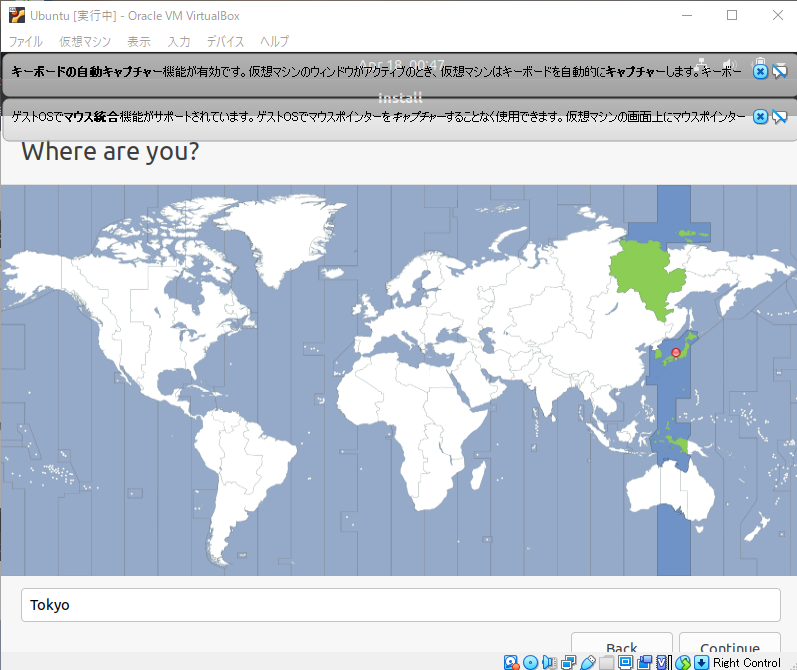 Ubuntu [実行中] - Oracle VM VirtualBox
ファイル 仮想マシン 表示 入力 デバイス ヘルプ
Apr 18 00:47
キーボードの自動キャプチャー機能が有効です。仮想マシンのウィンドウがアクティブのとき、仮想マシンはキーボードを自動的にキャプチャーします。キーボー
Install
ゲストOSでマウス統合機能がサポートされています。ゲストOSでマウスポインターをキャプチャーすることなく使用できます。仮想マシンの画面上にマウスポインター
Where are you?
Tokyo
Back Continue
Right Control